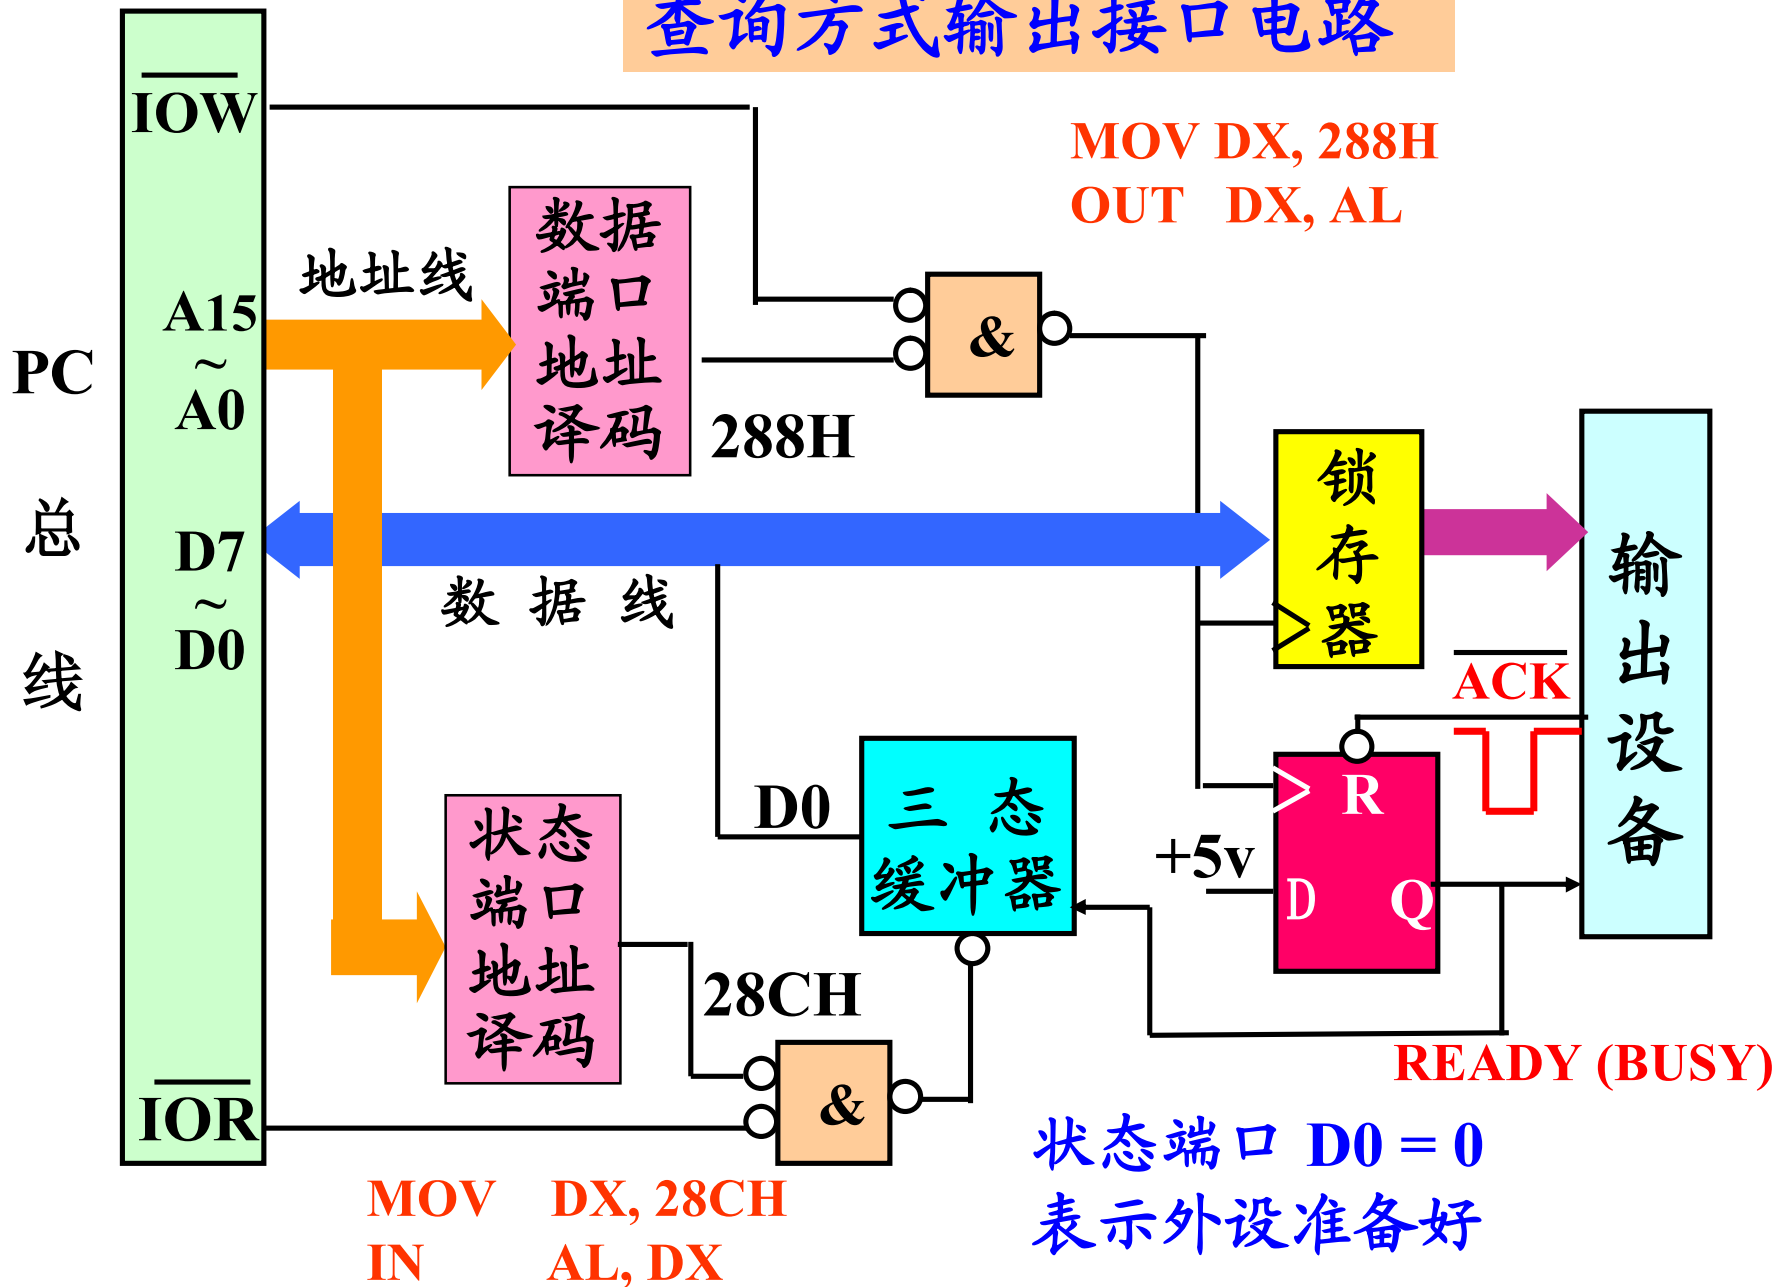 查询方式输出接口电路
IOW
MOV DX, 288H
OUT DX, AL
数据
端口
地址
译码
地址线
A15
~
A0
&
PC
总
线
288H
锁
存
器
D7
~
D0
数 据 线
输
出
设
备
ACK
R
D0
三 态
缓冲器
+5v
D
Q
状态
端口
地址
译码
28CH
READY (BUSY)
&
IOR
状态端口 D0 = 0
表示外设准备好
MOV DX, 28CH
IN AL, DX